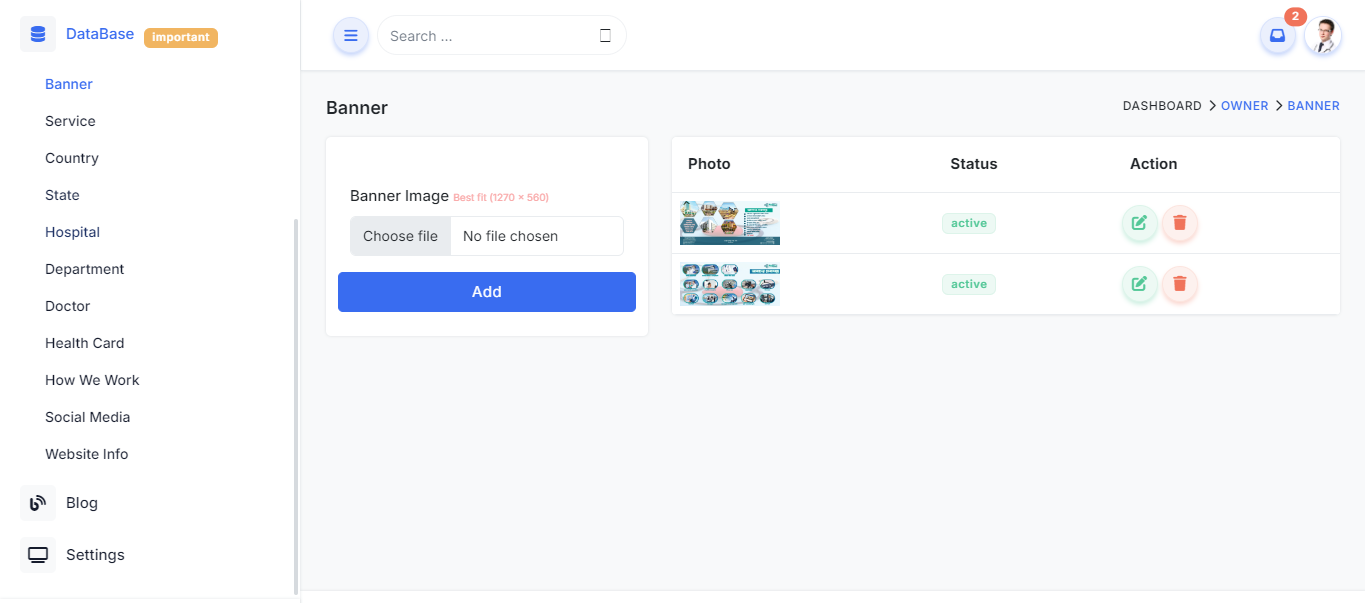 DataBase important
Banner
Service
Country
State
Hospital
Department
Doctor
Health Card
How We Work
Social Media
Website Info
Blog
Settings
Search ...
2
Banner
DASHBOARD > OWNER > BANNER
Banner Image Best fit (1270 × 560)
Choose file No file chosen
Add
Photo Status Action
active
active